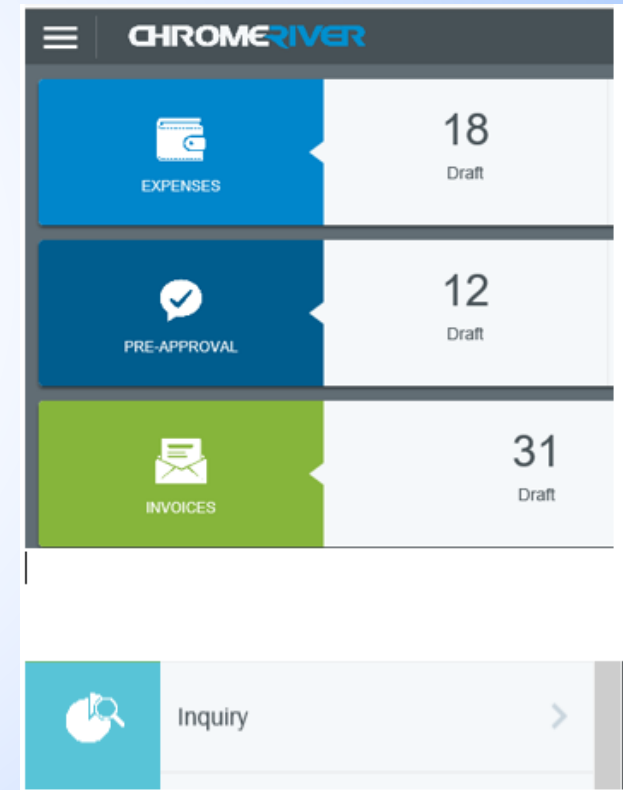 CHROMERIVER
18
Draft
EXPENSES
12
Draft
PRE-APPROVAL
31
Draft
INVOICES
Inquiry